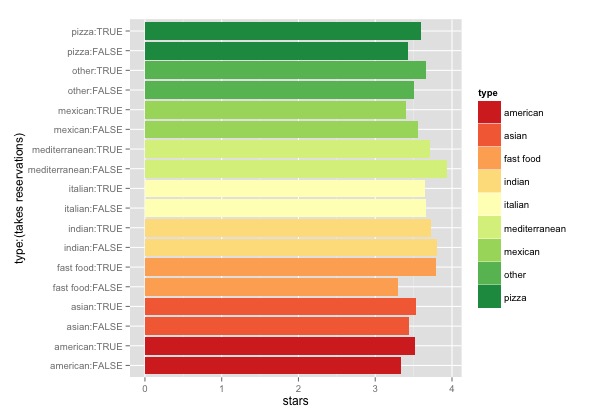 pizza:TRUE
pizza:FALSE
other:TRUE
other:FALSE
mexican:TRUE
mexican:FALSE
mediterranean:TRUE
mediterranean:FALSE
italian:TRUE
italian:FALSE
indian:TRUE
indian:FALSE
fast food:TRUE
fast food:FALSE
asian:TRUE
asian:FALSE
american:TRUE
american:FALSE
type:(takes reservations)
0 1 2 3 4
stars
type
american
asian
fast food
indian
italian
mediterranean
mexican
other
pizza